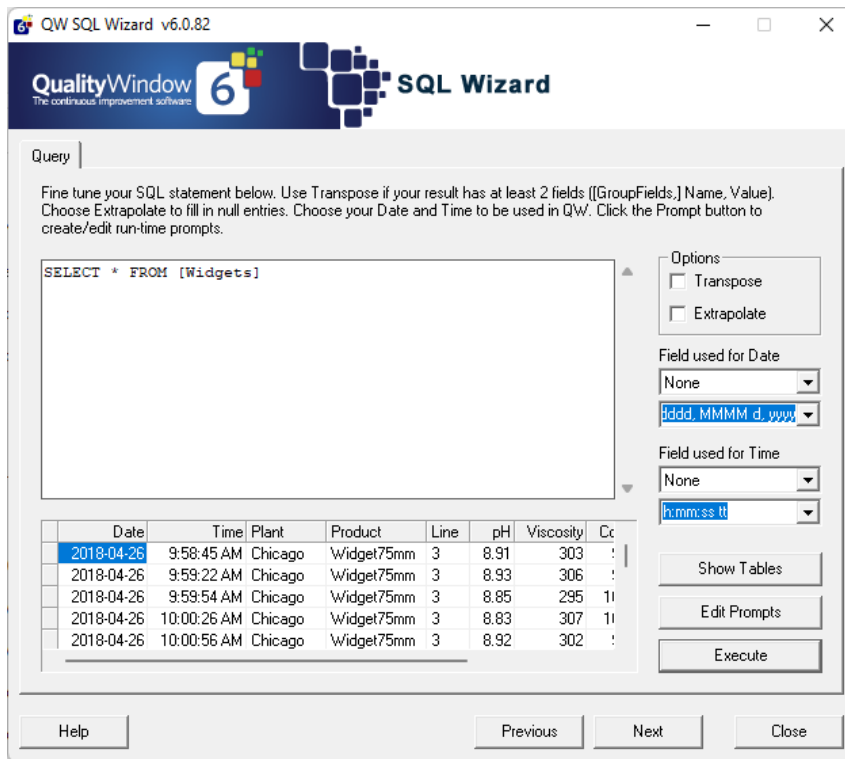 QW SQL Wizard v6.0.82
QualityWindow 6
The continuous improvement software
SQL Wizard
Query
Fine tune your SQL statement below. Use Transpose if your result has at least 2 fields ([GroupFields,] Name, Value).
Choose Extrapolate to fill in null entries. Choose your Date and Time to be used in QW. Click the Prompt button to
create/edit run-time prompts.
SELECT * FROM [Widgets]
Options
Transpose
Extrapolate
Field used for Date
None
dddd, MMMM d, yyyy
Field used for Time
None
h:mm:ss tt
Date Time Plant Product Line pH Viscosity
2018-04-26 9:58:45 AM Chicago Widget75mm 3 8.91 303
2018-04-26 9:59:22 AM Chicago Widget75mm 3 8.93 306
2018-04-26 9:59:54 AM Chicago Widget75mm 3 8.85 295
2018-04-26 10:00:26 AM Chicago Widget75mm 3 8.83 307
2018-04-26 10:00:56 AM Chicago Widget75mm 3 8.92 302
Show Tables
Edit Prompts
Execute
Help
Previous
Next
Close